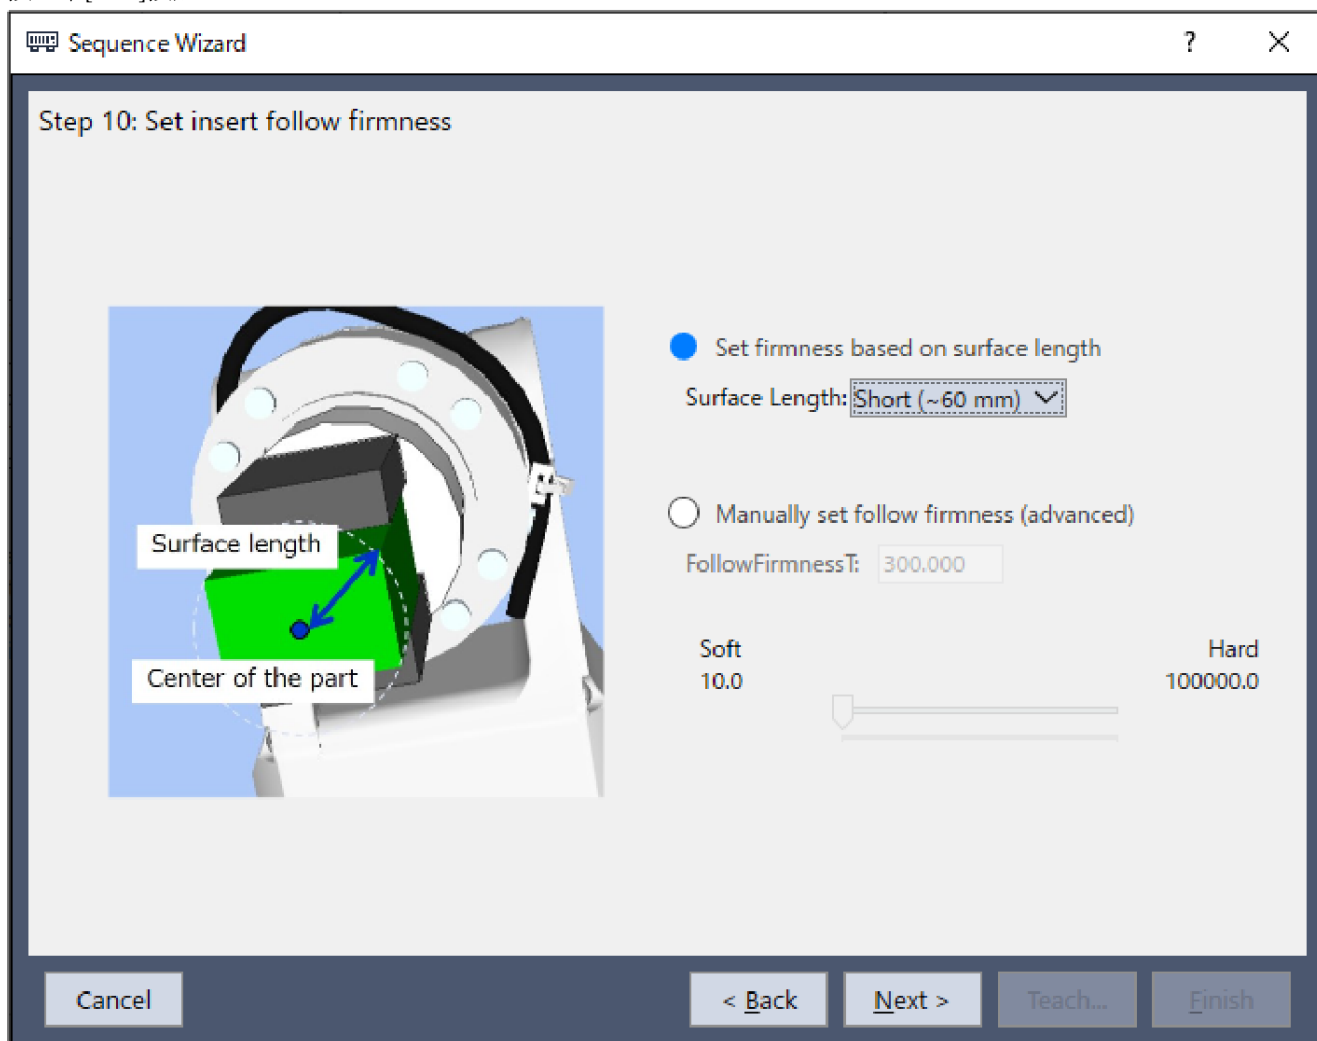 Sequence Wizard
?
Step 10: Set insert follow firmness
Set firmness based on surface length
Surface Length: Short (~60 mm)
Manually set follow firmness (advanced)
FollowFirmnessT: 300.000
Soft Hard
10.0 100000.0
Surface length
Center of the part
Cancel < Back Next > Teach... Finish